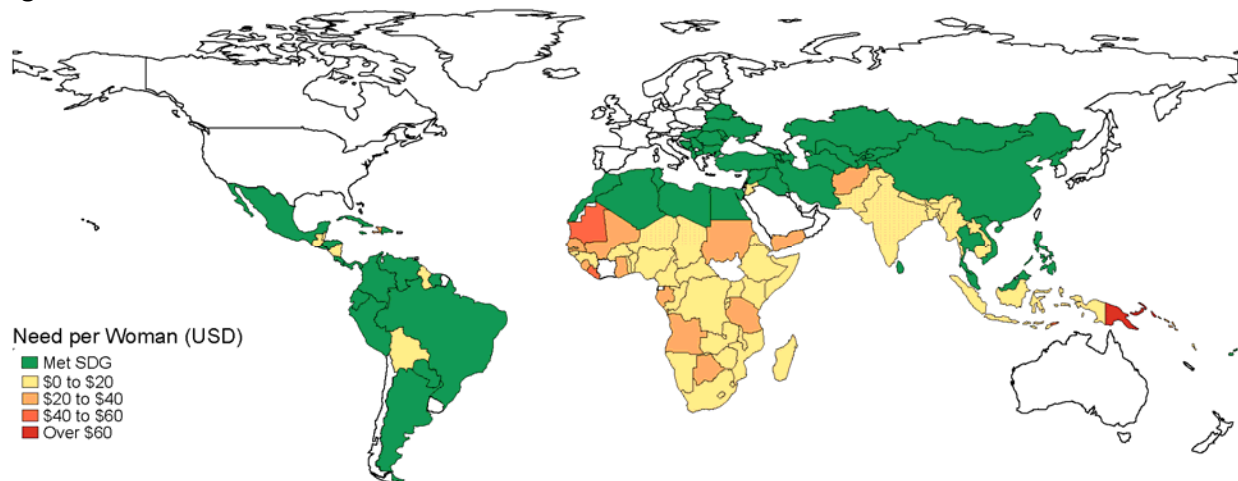 Need per Woman (USD)
Met SDG
$0 to $20
$20 to $40
$40 to $60
Over $60